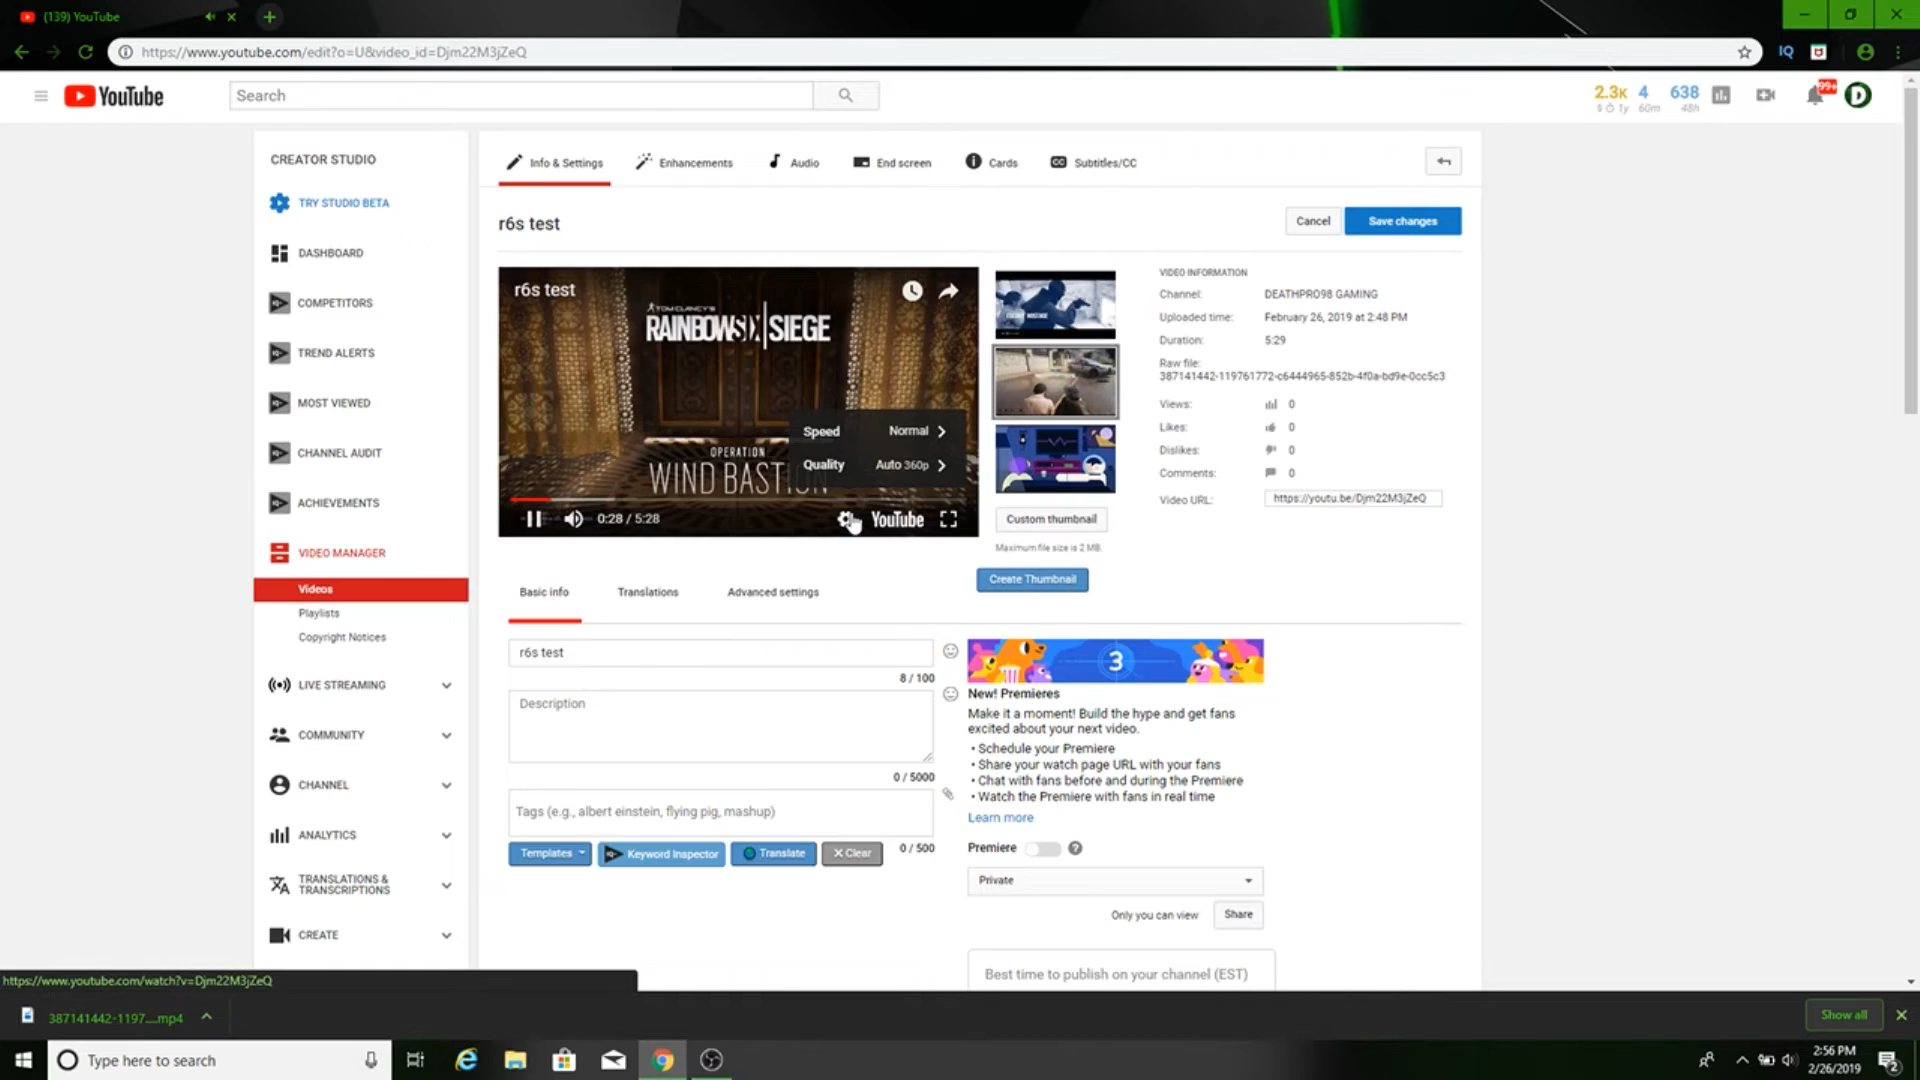 (139) YouTube
https://www.youtube.com/edit?o=U&video_id=Djm22M3jZeQ
IQ
YouTube
Search
2.3K 4 638
$ 1y 60m 48h
99+
D
CREATOR STUDIO
TRY STUDIO BETA
DASHBOARD
COMPETITORS
TREND ALERTS
MOST VIEWED
CHANNEL AUDIT
ACHIEVEMENTS
VIDEO MANAGER
Videos
Playlists
Copyright Notices
LIVE STREAMING
COMMUNITY
CHANNEL
ANALYTICS
TRANSLATIONS &
TRANSCRIPTIONS
CREATE
Info & Settings
Enhancements
Audio
End screen
Cards
CC Subtitles/CC
r6s test
Cancel
Save changes
r6s test
TOM CLANCY'S
RAINBOWSIX|SIEGE
OPERATION
WIND BASTION
Speed Normal
Quality Auto 360p
0:28 / 5:28
YouTube
Custom thumbnail
Maximum file size is 2 MB.
Create Thumbnail
VIDEO INFORMATION
Channel: DEATHPRO98 GAMING
Uploaded time: February 26, 2019 at 2:48 PM
Duration: 5:29
Raw file:
387141442-119761772-c6444965-852b-4f0a-bd9e-0cc5c3
Views: 0
Likes: 0
Dislikes: 0
Comments: 0
Video URL: https://youtu.be/Djm22M3jZeQ
Basic info
Translations
Advanced settings
r6s test
8 / 100
Description
0 / 5000
Tags (e.g., albert einstein, flying pig, mashup)
Templates
Keyword Inspector
Translate
X Clear
0 / 500
3
New! Premieres
Make it a moment! Build the hype and get fans
excited about your next video.
• Schedule your Premiere
• Share your watch page URL with your fans
• Chat with fans before and during the Premiere
• Watch the Premiere with fans in real time
Learn more
Premiere ?
Private
Only you can view
Share
Best time to publish on your channel (EST)
https://www.youtube.com/watch?v=Djm22M3jZeQ
387141442-1197....mp4
Show all
Type here to search
2:56 PM
2/26/2019
2